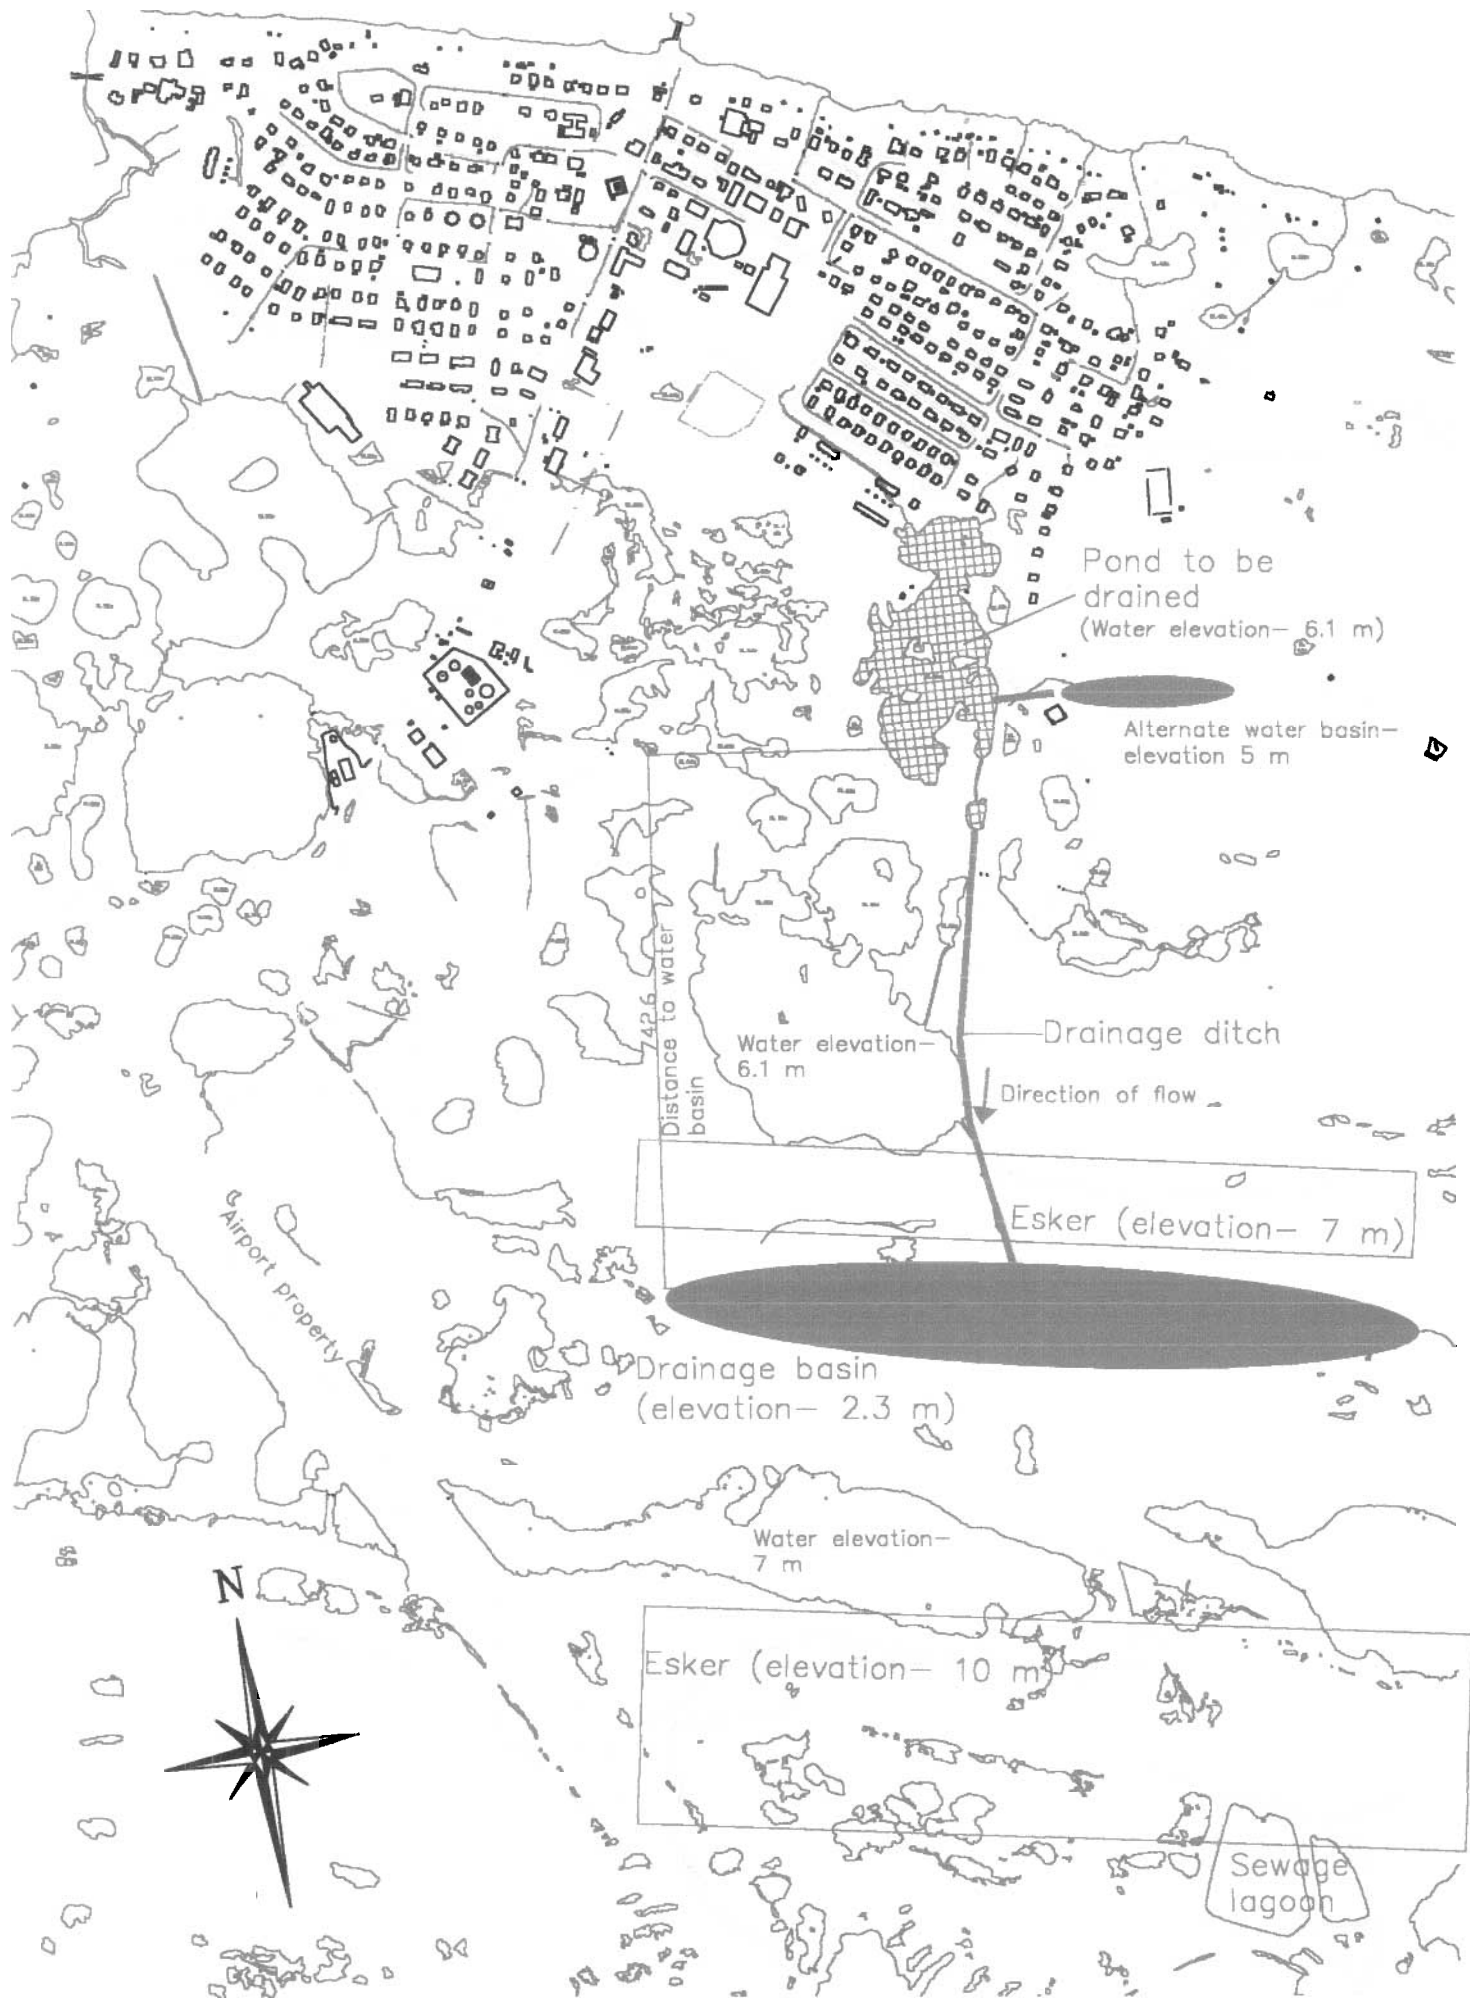 Pond to be
drained
(Water elevation– 6.1 m)
Alternate water basin–
elevation 5 m
742.6
Distance to water
basin
Water elevation–
6.1 m
Drainage ditch
Direction of flow
Esker (elevation– 7 m)
Airport property
Drainage basin
(elevation– 2.3 m)
Water elevation–
7 m
N
Esker (elevation– 10 m)
Sewage
lagoon